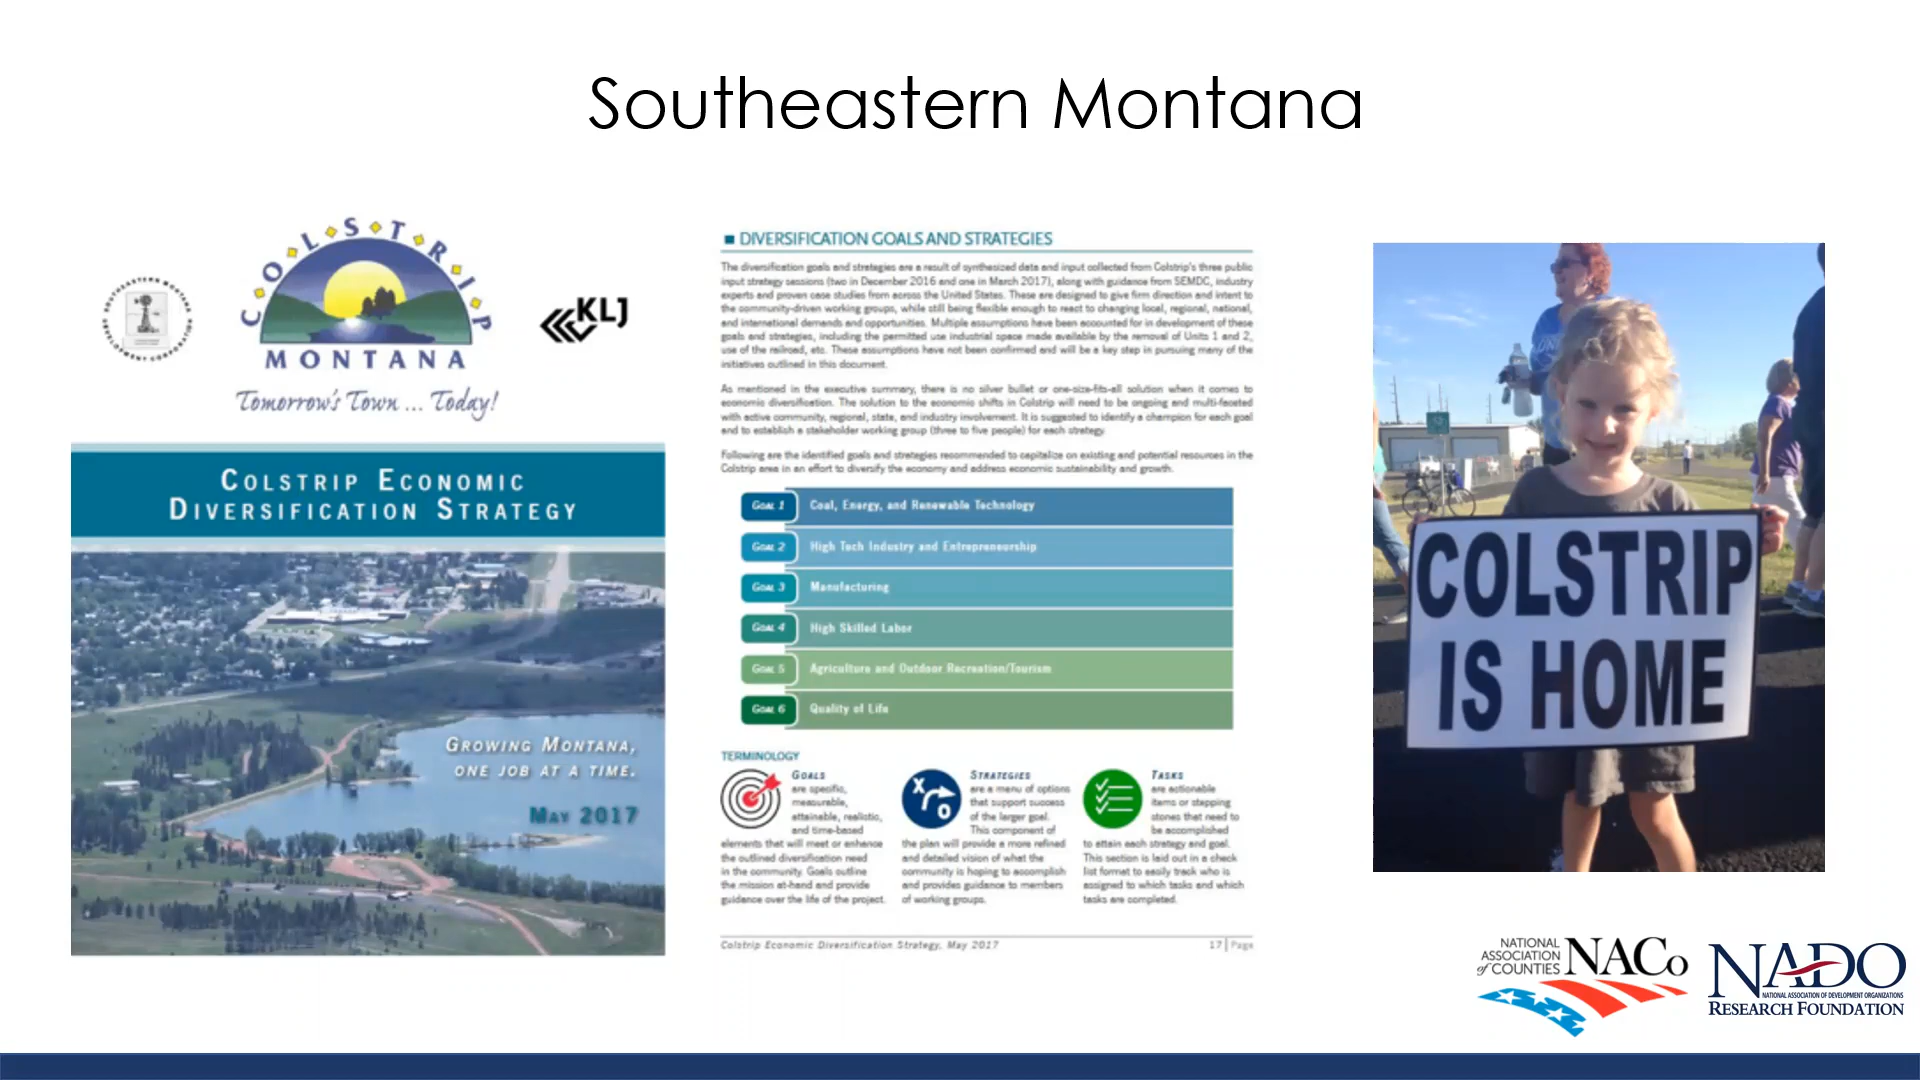 Southeastern Montana
SOUTHEASTERN MONTANA
DEVELOPMENT CORPORATION
COLSTRIP
MONTANA
Tomorrow's Town ... Today!
KLJ
COLSTRIP ECONOMIC
DIVERSIFICATION STRATEGY
GROWING MONTANA,
ONE JOB AT A TIME.
MAY 2017
DIVERSIFICATION GOALS AND STRATEGIES
The diversification goals and strategies are a result of synthesized data and input collected from Colstrip's three public
input strategy sessions (two in December 2016 and one in March 2017), along with guidance from SEMDC, industry
experts and proven case studies from across the United States. These are designed to give firm direction and intent to
the community-driven working groups, while still being flexible enough to react to changing local, regional, national,
and international demands and opportunities. Multiple assumptions have been accounted for in development of these
goals and strategies, including the permitted use industrial space made available by the removal of Units 1 and 2,
use of the railroad, etc. These assumptions have not been confirmed and will be a key step in pursuing many of the
initiatives outlined in this document.
As mentioned in the executive summary, there is no silver bullet or one-size-fits-all solution when it comes to
economic diversification. The solution to the economic shifts in Colstrip will need to be ongoing and multi-faceted
with active community, regional, state, and industry involvement. It is suggested to identify a champion for each goal
and to establish a stakeholder working group (three to five people) for each strategy.
Following are the identified goals and strategies recommended to capitalize on existing and potential resources in the
Colstrip area in an effort to diversify the economy and address economic sustainability and growth.
GOAL 1 Coal, Energy, and Renewable Technology
GOAL 2 High Tech Industry and Entrepreneurship
GOAL 3 Manufacturing
GOAL 4 High Skilled Labor
GOAL 5 Agriculture and Outdoor Recreation/Tourism
GOAL 6 Quality of Life
TERMINOLOGY
GOALS
are specific,
measurable,
attainable, realistic,
and time-based
elements that will meet or enhance
the outlined diversification need
in the community. Goals outline
the mission at-hand and provide
guidance over the life of the project.
STRATEGIES
are a menu of options
that support success
of the larger goal.
This component of
the plan will provide a more refined
and detailed vision of what the
community is hoping to accomplish
and provides guidance to members
of working groups.
TASKS
are actionable
items or stepping
stones that need to
be accomplished
to attain each strategy and goal.
This section is laid out in a check
list format to easily track who is
assigned to which tasks and which
tasks are completed.
Colstrip Economic Diversification Strategy, May 2017
17 | Page
COLSTRIP
IS HOME
NATIONAL
ASSOCIATION
of COUNTIES
NACo
NADO
NATIONAL ASSOCIATION OF DEVELOPMENT ORGANIZATIONS
RESEARCH FOUNDATION